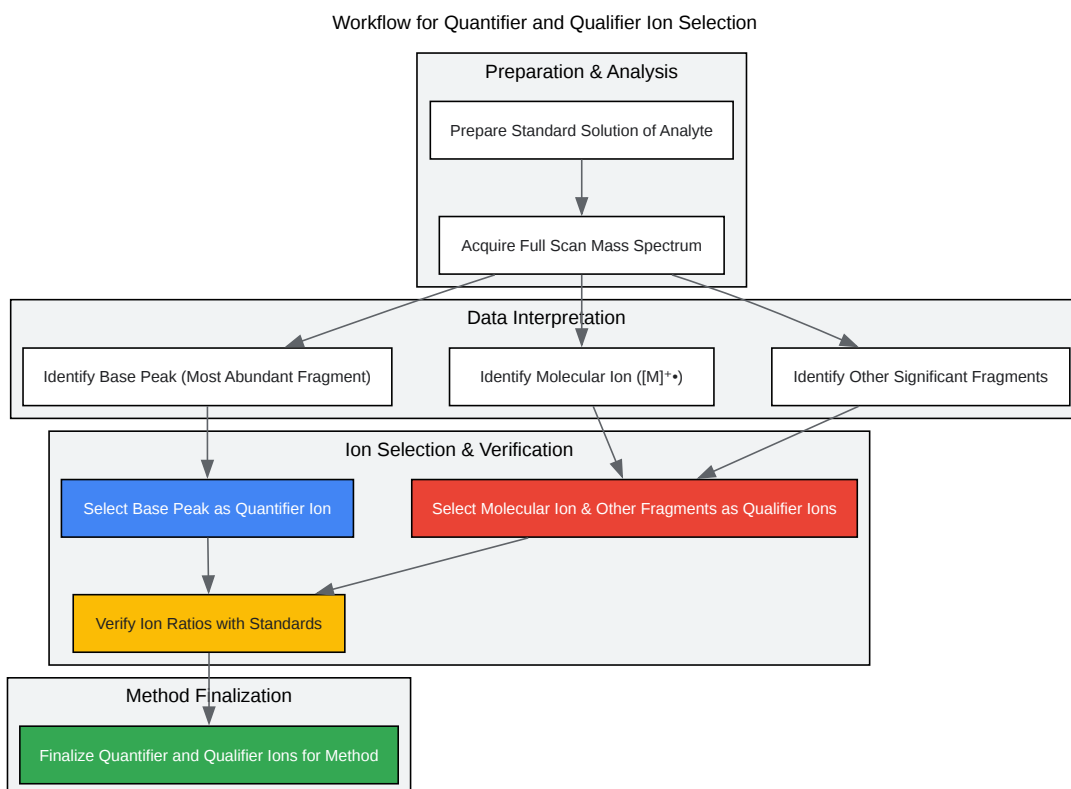 Workflow for Quantifier and Qualifier Ion Selection
Preparation & Analysis
Prepare Standard Solution of Analyte
Acquire Full Scan Mass Spectrum
Data Interpretation
Identify Base Peak (Most Abundant Fragment)
Identify Molecular Ion ([M]⁺•)
Identify Other Significant Fragments
Ion Selection & Verification
Select Base Peak as Quantifier Ion
Select Molecular Ion & Other Fragments as Qualifier Ions
Verify Ion Ratios with Standards
Method Finalization
Finalize Quantifier and Qualifier Ions for Method